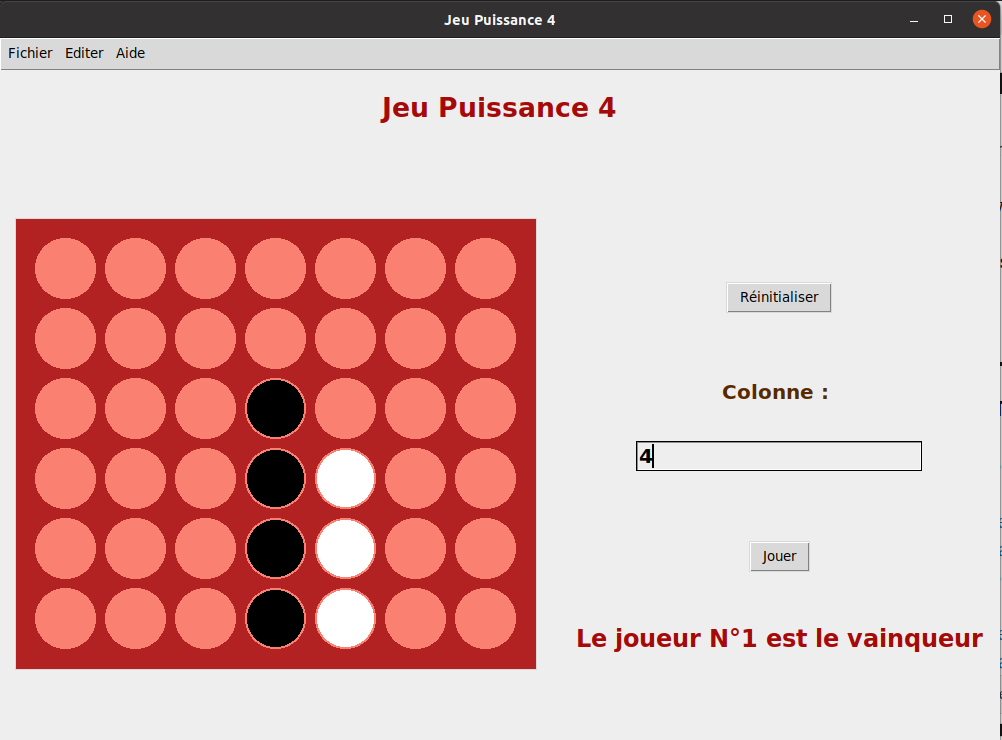 Jeu Puissance 4
Fichier Editer Aide
Jeu Puissance 4
Réinitialiser
Colonne :
4
Jouer
Le joueur N°1 est le vainqueur